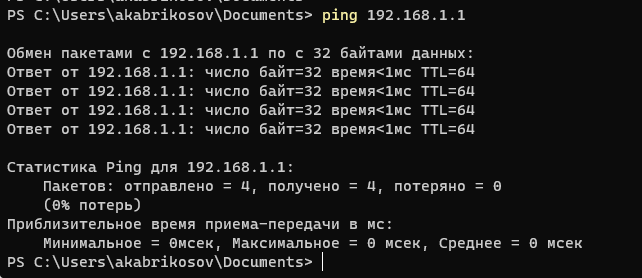 PS C:\Users\akabrikosov\Documents> ping 192.168.1.1
Обмен пакетами с 192.168.1.1 по с 32 байтами данных:
Ответ от 192.168.1.1: число байт=32 время<1мс TTL=64
Ответ от 192.168.1.1: число байт=32 время<1мс TTL=64
Ответ от 192.168.1.1: число байт=32 время<1мс TTL=64
Ответ от 192.168.1.1: число байт=32 время<1мс TTL=64
Статистика Ping для 192.168.1.1:
    Пакетов: отправлено = 4, получено = 4, потеряно = 0
    (0% потерь)
Приблизительное время приема-передачи в мс:
    Минимальное = 0мсек, Максимальное = 0 мсек, Среднее = 0 мсек
PS C:\Users\akabrikosov\Documents>